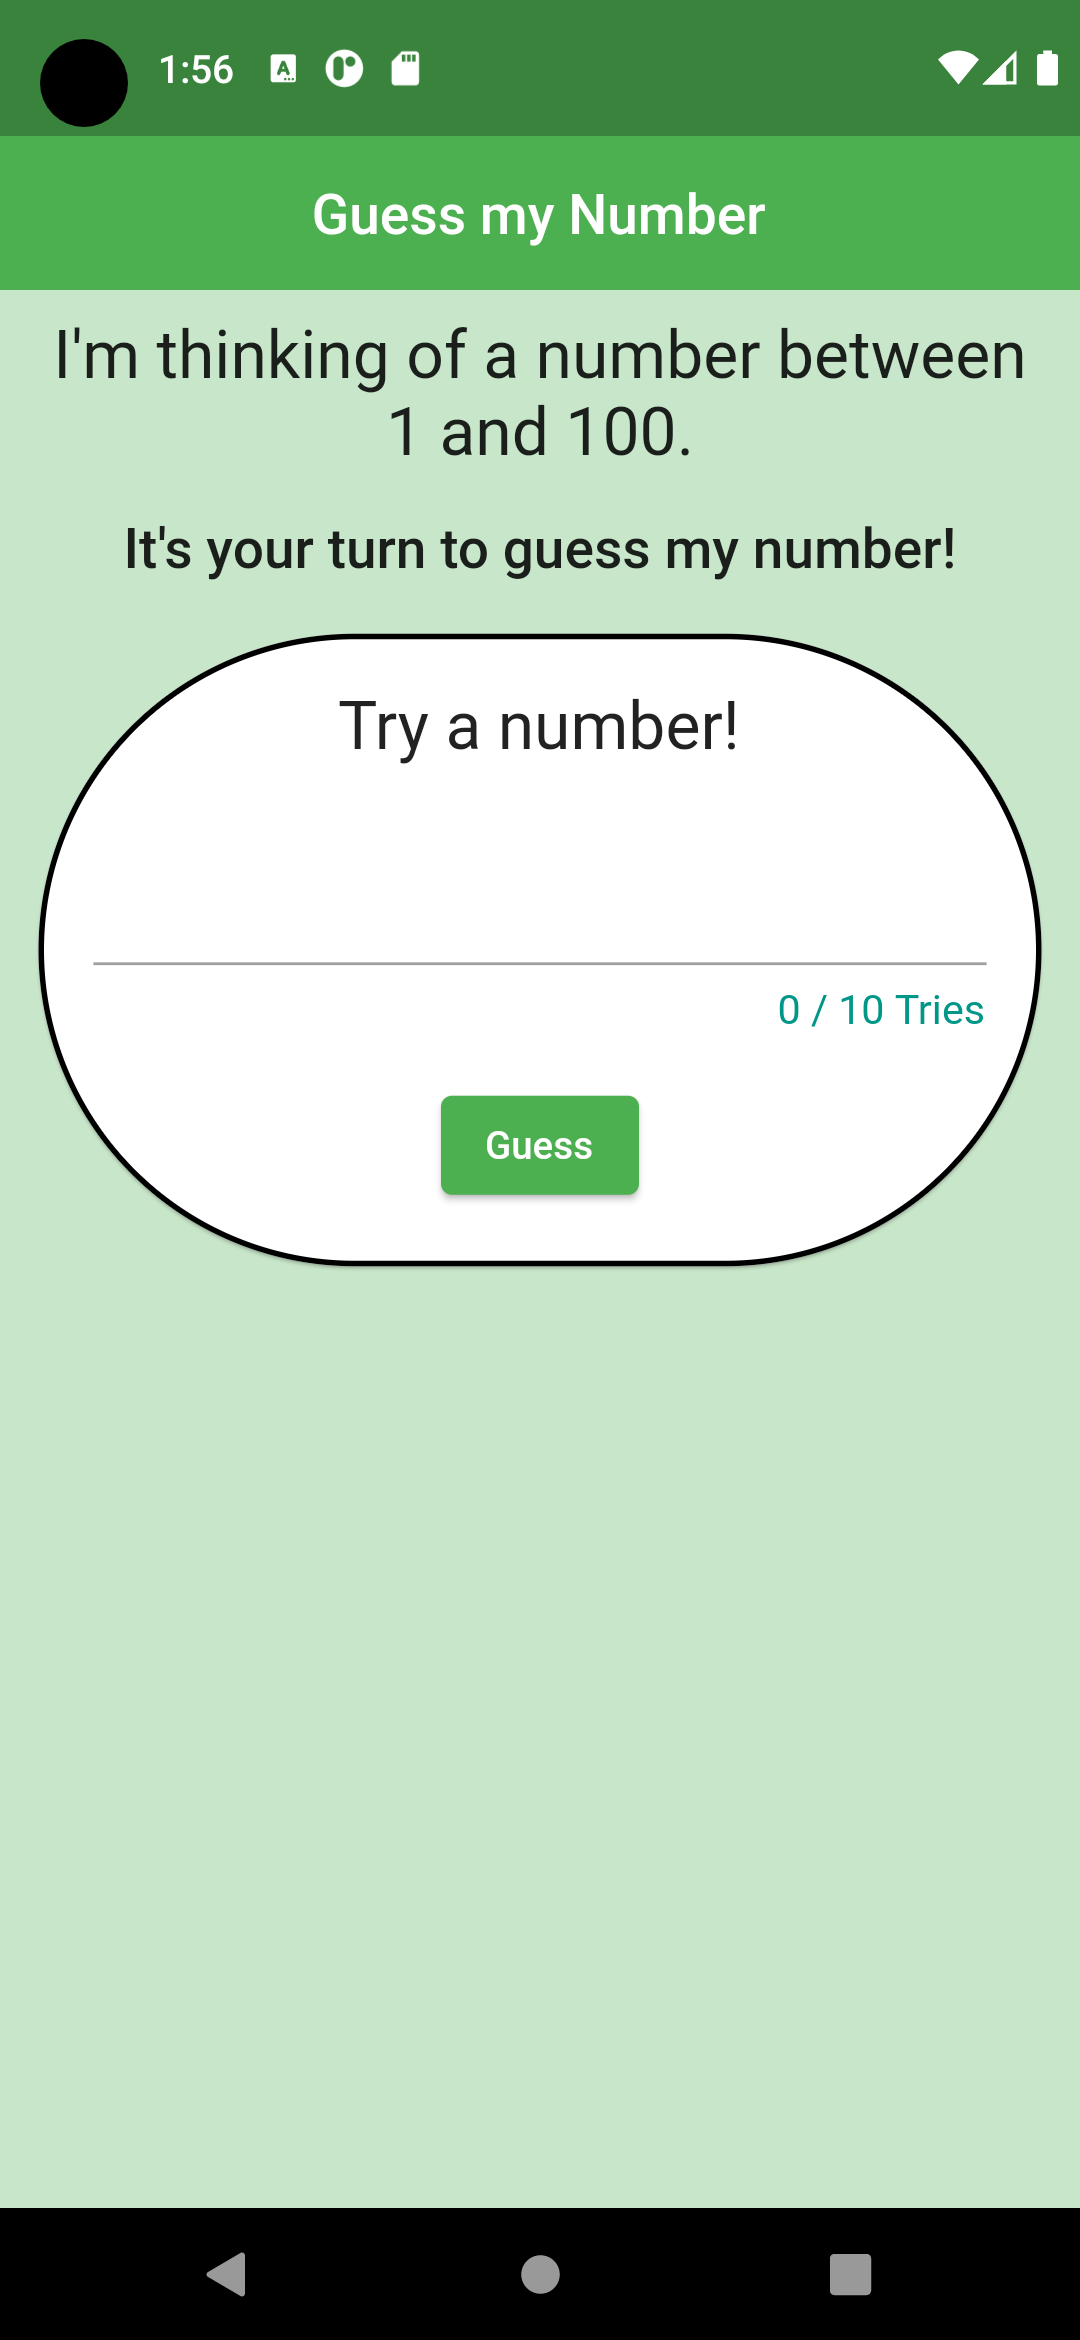 1:56
Guess my Number
I'm thinking of a number between
1 and 100.
It's your turn to guess my number!
Try a number!
0 / 10 Tries
Guess